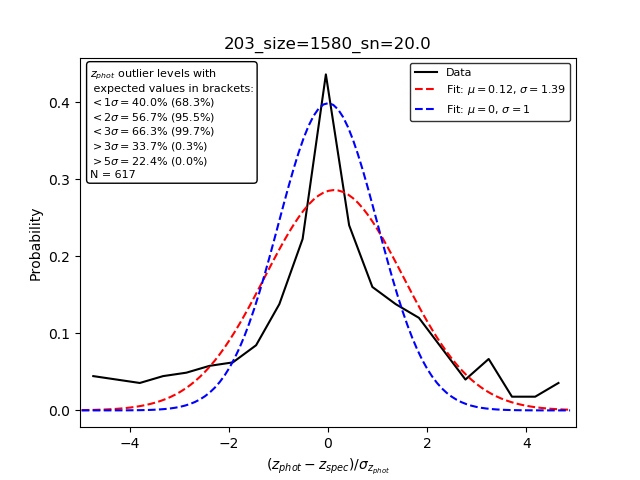 203_size=1580_sn=20.0
z_phot outlier levels with
expected values in brackets:
<1σ=40.0% (68.3%)
<2σ=56.7% (95.5%)
<3σ=66.3% (99.7%)
>3σ=33.7% (0.3%)
>5σ=22.4% (0.0%)
N = 617
Data
Fit: μ=0.12, σ=1.39
Fit: μ=0, σ=1
Probability
0.4
0.3
0.2
0.1
0.0
−4 −2 0 2 4
(z_phot − z_spec)/σ_z_phot